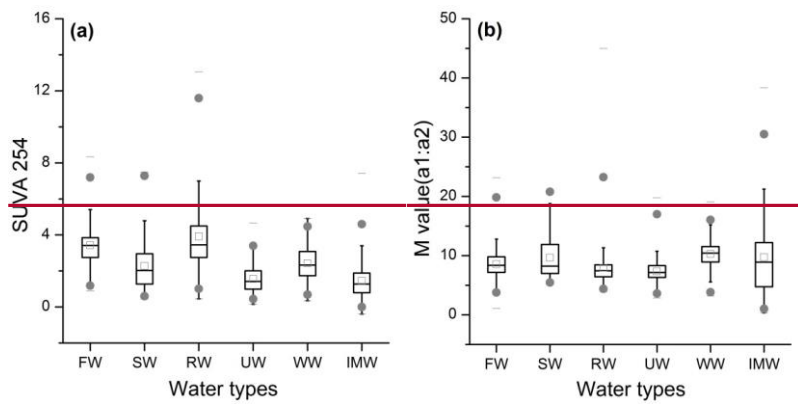 (a)
SUVA 254
16
12
8
4
0
FW SW RW UW WW IMW
Water types
(b)
M value(a1:a2)
50
40
30
20
10
0
FW SW RW UW WW IMW
Water types